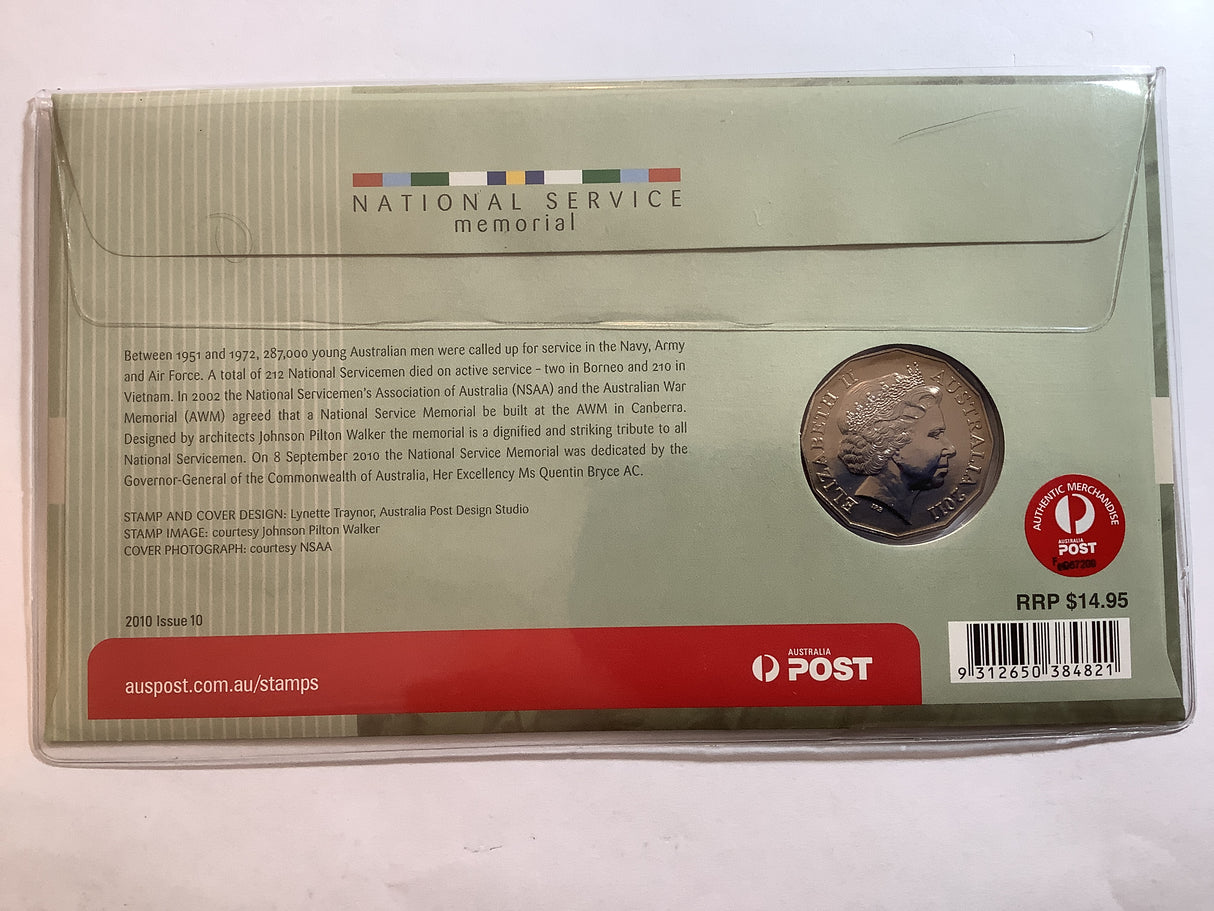 NATIONAL SERVICE
memorial
Between 1951 and 1972, 287,000 young Australian men were called up for service in the Navy, Army
and Air Force. A total of 212 National Servicemen died on active service – two in Borneo and 210 in
Vietnam. In 2002 the National Servicemen's Association of Australia (NSAA) and the Australian War
Memorial (AWM) agreed that a National Service Memorial be built at the AWM in Canberra.
Designed by architects Johnson Pilton Walker the memorial is a dignified and striking tribute to all
National Servicemen. On 8 September 2010 the National Service Memorial was dedicated by the
Governor-General of the Commonwealth of Australia, Her Excellency Ms Quentin Bryce AC.
STAMP AND COVER DESIGN: Lynette Traynor, Australia Post Design Studio
STAMP IMAGE: courtesy Johnson Pilton Walker
COVER PHOTOGRAPH: courtesy NSAA
2010 Issue 10
auspost.com.au/stamps
AUSTRALIA
POST
ELIZABETH II AUSTRALIA 2011
IRB
AUTHENTIC MERCHANDISE
AUSTRALIA
POST
RRP $14.95
9 312650 384821